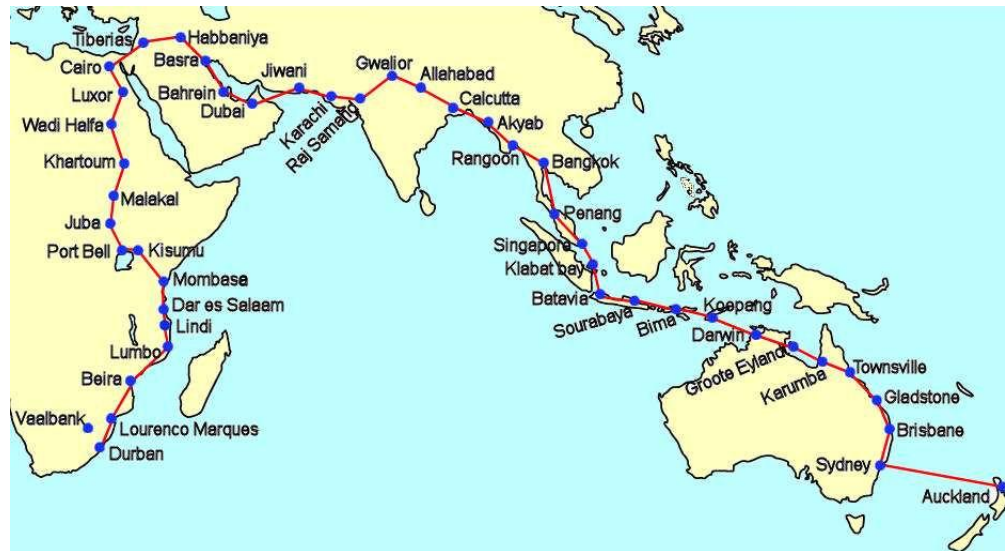 Tiberias
Habbaniya
Cairo
Basra
Jiwani
Gwalior
Luxor
Bahrein
Dubai
Karachi
Raj Samand
Allahabad
Calcutta
Wadi Halfa
Akyab
Khartoum
Rangoon
Bangkok
Malakal
Juba
Penang
Port Bell
Kisumu
Singapore
Klabat bay
Mombasa
Batavia
Dar es Salaam
Sourabaya
Bima
Koepang
Lindi
Lumbo
Darwin
Groote Eyland
Karumba
Townsville
Beira
Gladstone
Vaalbank
Lourenco Marques
Brisbane
Durban
Sydney
Auckland